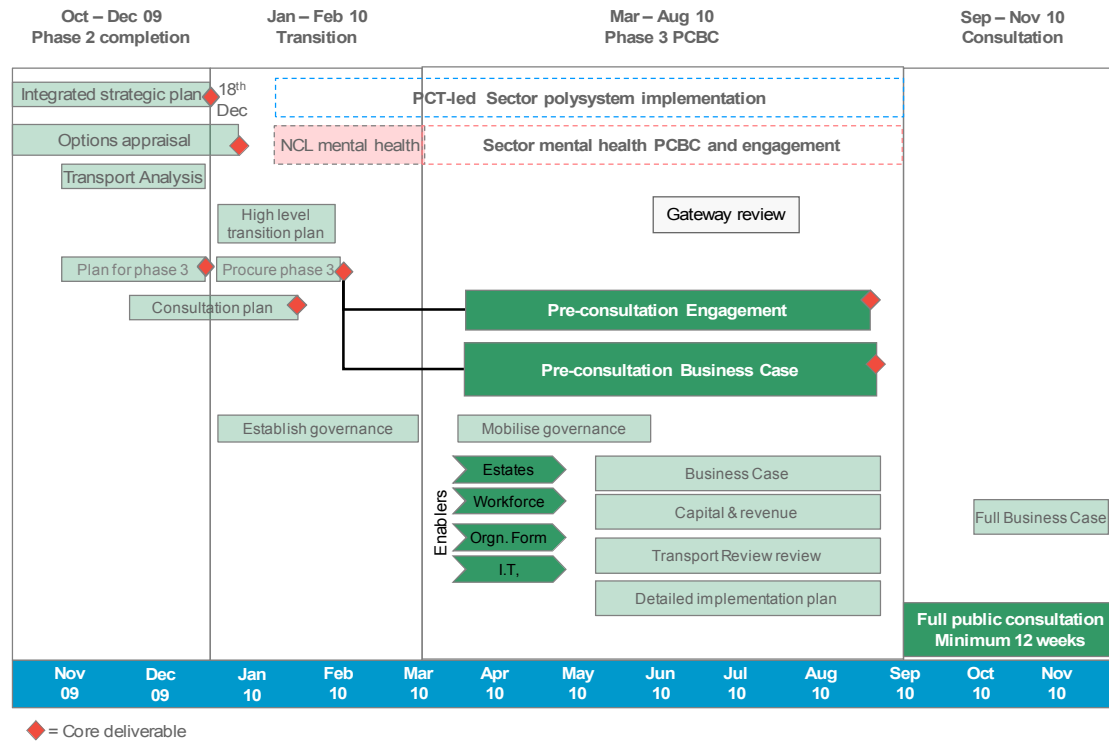 Oct – Dec 09
Phase 2 completion
Jan – Feb 10
Transition
Mar – Aug 10
Phase 3 PCBC
Sep – Nov 10
Consultation
Integrated strategic plan
18th
Dec
PCT-led Sector polysystem implementation
Options appraisal
NCL mental health
Sector mental health PCBC and engagement
Transport Analysis
High level
transition plan
Gateway review
Plan for phase 3
Procure phase 3
Consultation plan
Pre-consultation Engagement
Pre-consultation Business Case
Establish governance
Mobilise governance
Enablers
Estates
Workforce
Orgn. Form
I.T,
Business Case
Capital & revenue
Transport Review review
Detailed implementation plan
Full Business Case
Full public consultation
Minimum 12 weeks
Nov
09
Dec
09
Jan
10
Feb
10
Mar
10
Apr
10
May
10
Jun
10
Jul
10
Aug
10
Sep
10
Oct
10
Nov
10
= Core deliverable